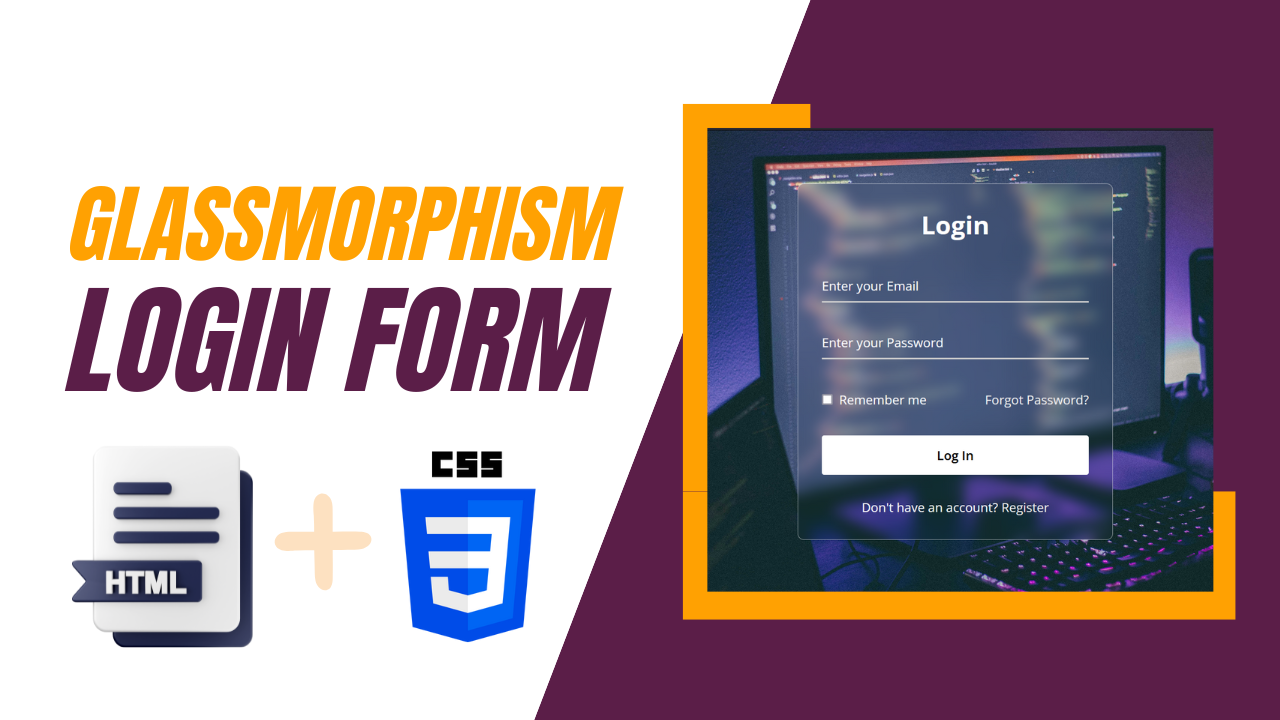 GLASSMORPHISM
LOGIN FORM
HTML
CSS
Login
Enter your Email
Enter your Password
Remember me
Forgot Password?
Log In
Don't have an account? Register